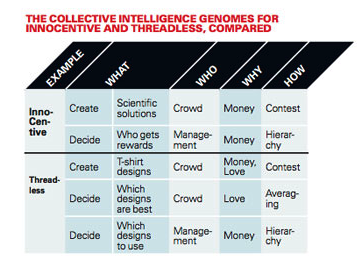 THE COLLECTIVE INTELLIGENCE GENOMES FOR
INNOCENTIVE AND THREADLESS, COMPARED
EXAMPLE WHAT WHO WHY HOW
Inno-
Cen-
tive
Create Scientific
solutions Crowd Money Contest
Decide Who gets
rewards Manage-
ment Money Hierar-
chy
Thread-
less
Create T-shirt
designs Crowd Money,
Love Contest
Decide Which
designs
are best Crowd Love Averag-
ing
Decide Which
designs
to use Manage-
ment Money Hierar-
chy